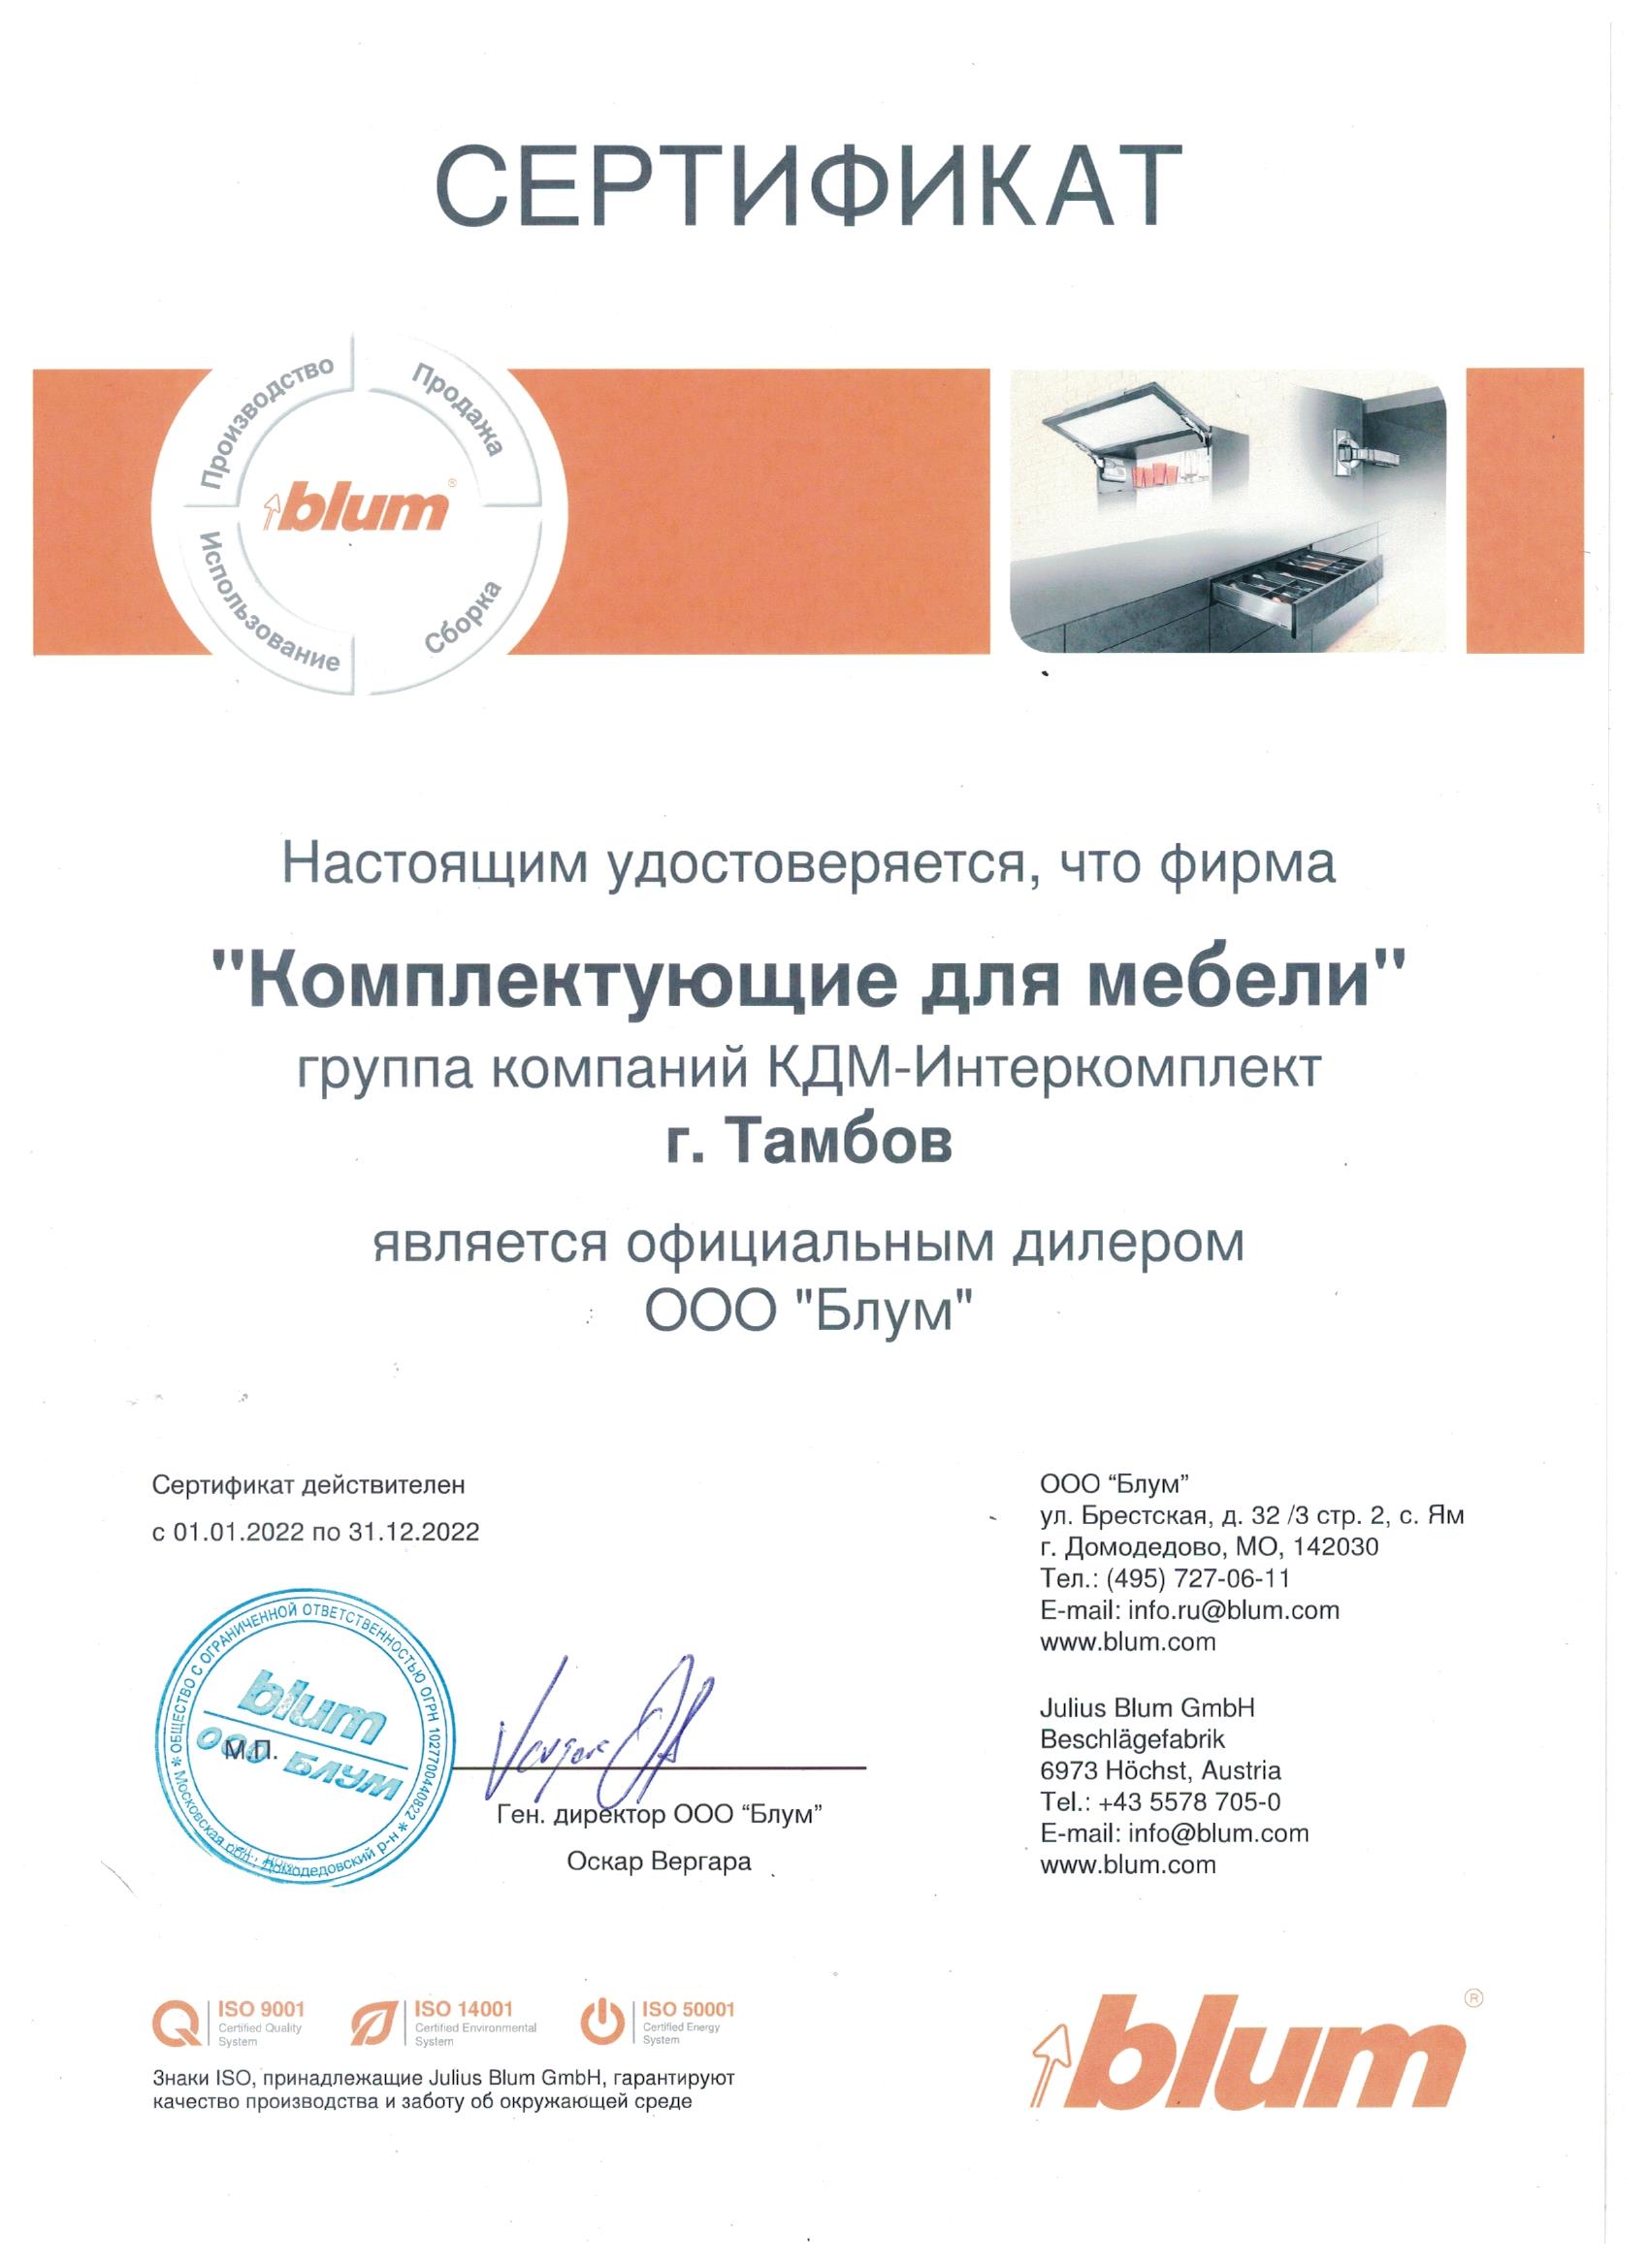 СЕРТИФИКАТ
Производство
Продажа
blum®
Использование
Сборка
Настоящим удостоверяется, что фирма
"Комплектующие для мебели"
группа компаний КДМ-Интеркомплект
г. Тамбов
является официальным дилером
ООО "Блум"
Сертификат действителен
с 01.01.2022 по 31.12.2022
ООО “Блум”
ул. Брестская, д. 32 /3 стр. 2, с. Ям
г. Домодедово, МО, 142030
Тел.: (495) 727-06-11
E-mail: info.ru@blum.com
www.blum.com
Julius Blum GmbH
Beschlägefabrik
6973 Höchst, Austria
Tel.: +43 5578 705-0
E-mail: info@blum.com
www.blum.com
* ОБЩЕСТВО С ОГРАНИЧЕННОЙ ОТВЕТСТВЕННОСТЬЮ ОГРН 1027700440822 *
Московская обл., Домодедовский р-н
blum
ООО БЛУМ
М.П.
Ген. директор ООО “Блум”
Оскар Вергара
ISO 9001
Certified Quality
System
ISO 14001
Certified Environmental
System
ISO 50001
Certified Energy
System
Знаки ISO, принадлежащие Julius Blum GmbH, гарантируют
качество производства и заботу об окружающей среде
blum®